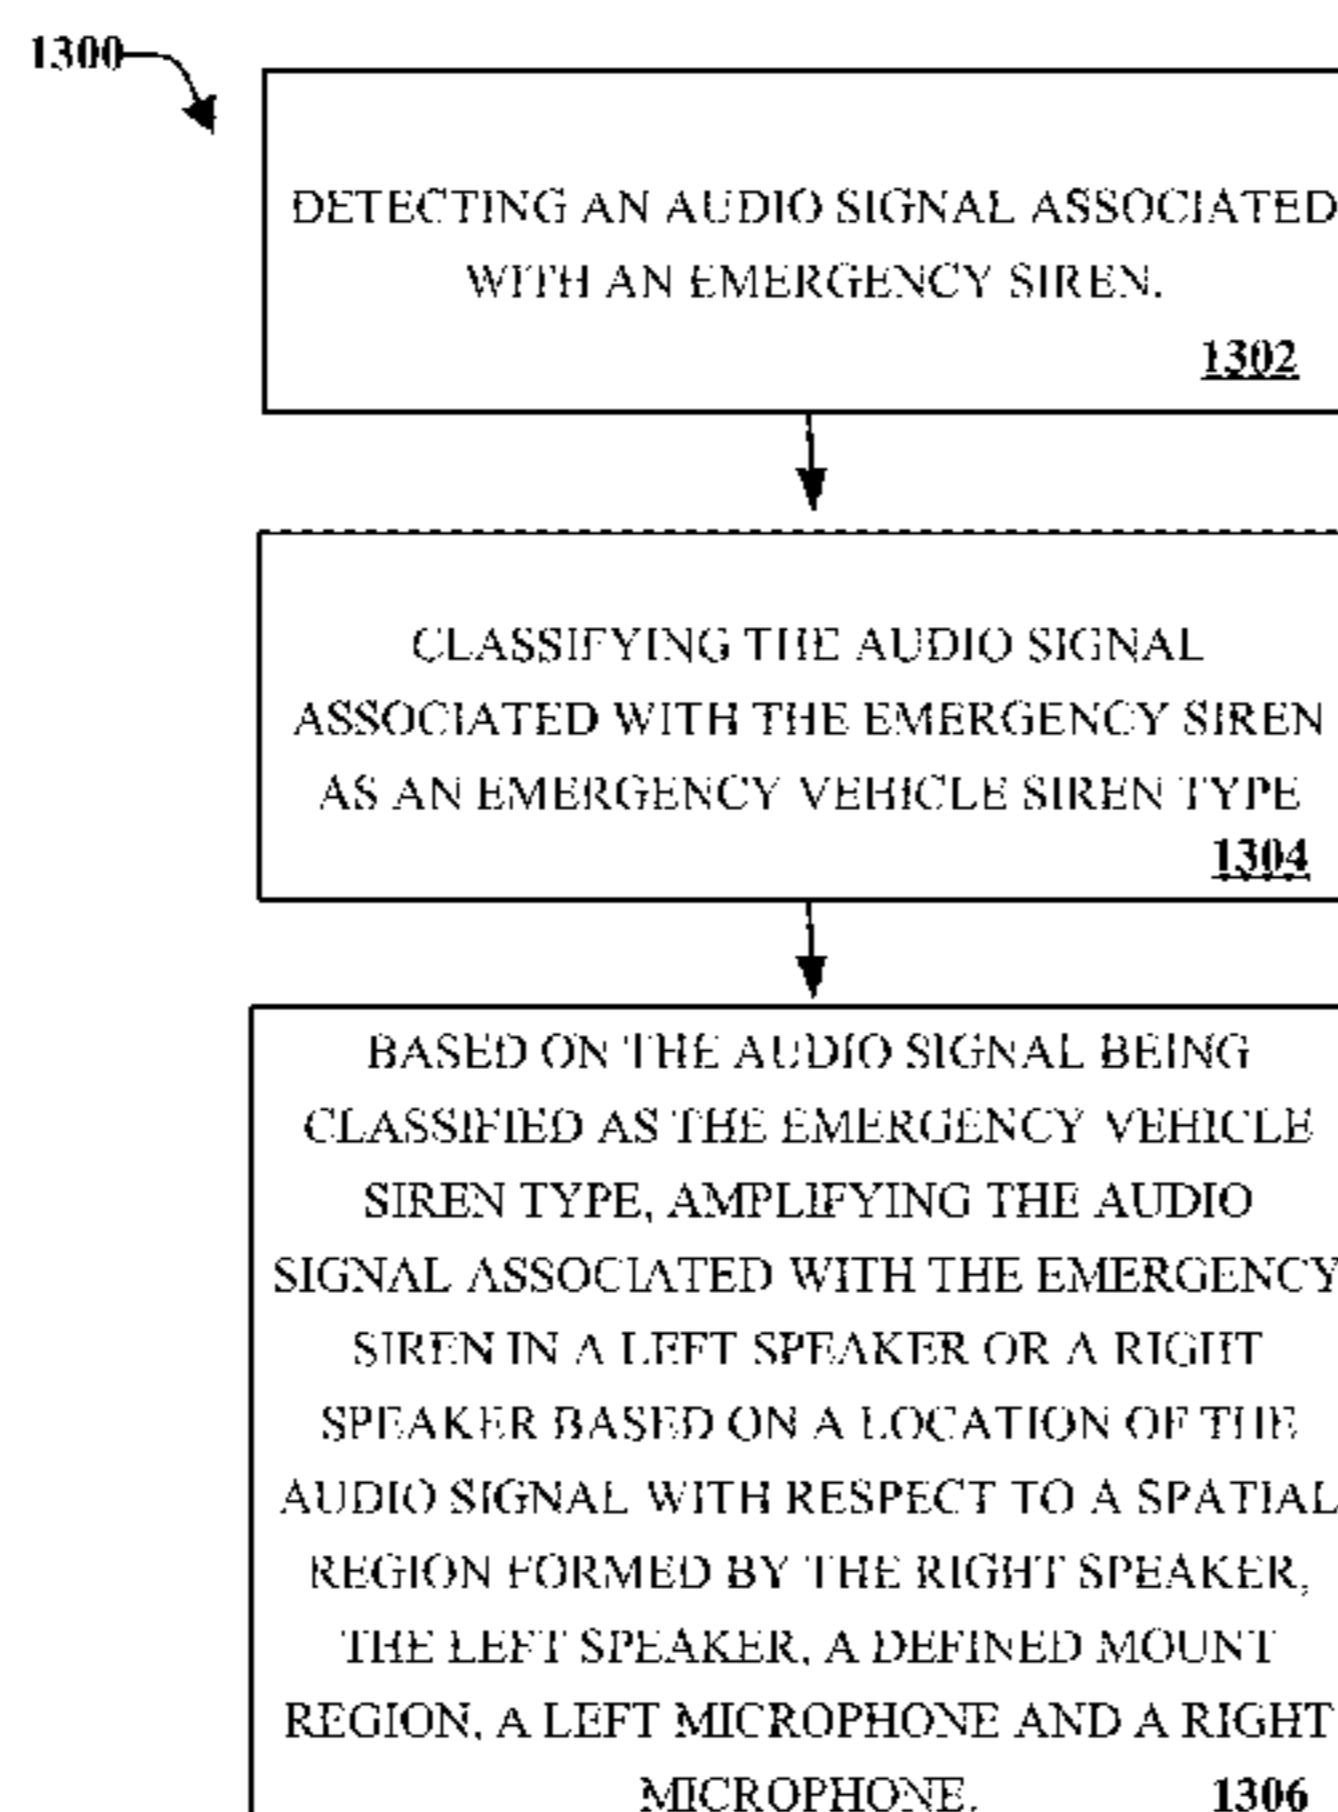 1300
DETECTING AN AUDIO SIGNAL ASSOCIATED
WITH AN EMERGENCY SIREN.
1302
CLASSIFYING THE AUDIO SIGNAL
ASSOCIATED WITH THE EMERGENCY SIREN
AS AN EMERGENCY VEHICLE SIREN TYPE
1304
BASED ON THE AUDIO SIGNAL BEING
CLASSIFIED AS THE EMERGENCY VEHICLE
SIREN TYPE, AMPLIFYING THE AUDIO
SIGNAL ASSOCIATED WITH THE EMERGENCY
SIREN IN A LEFT SPEAKER OR A RIGHT
SPEAKER BASED ON A LOCATION OF THE
AUDIO SIGNAL WITH RESPECT TO A SPATIAL
REGION FORMED BY THE RIGHT SPEAKER,
THE LEFT SPEAKER, A DEFINED MOUNT
REGION, A LEFT MICROPHONE AND A RIGHT
MICROPHONE. 1306